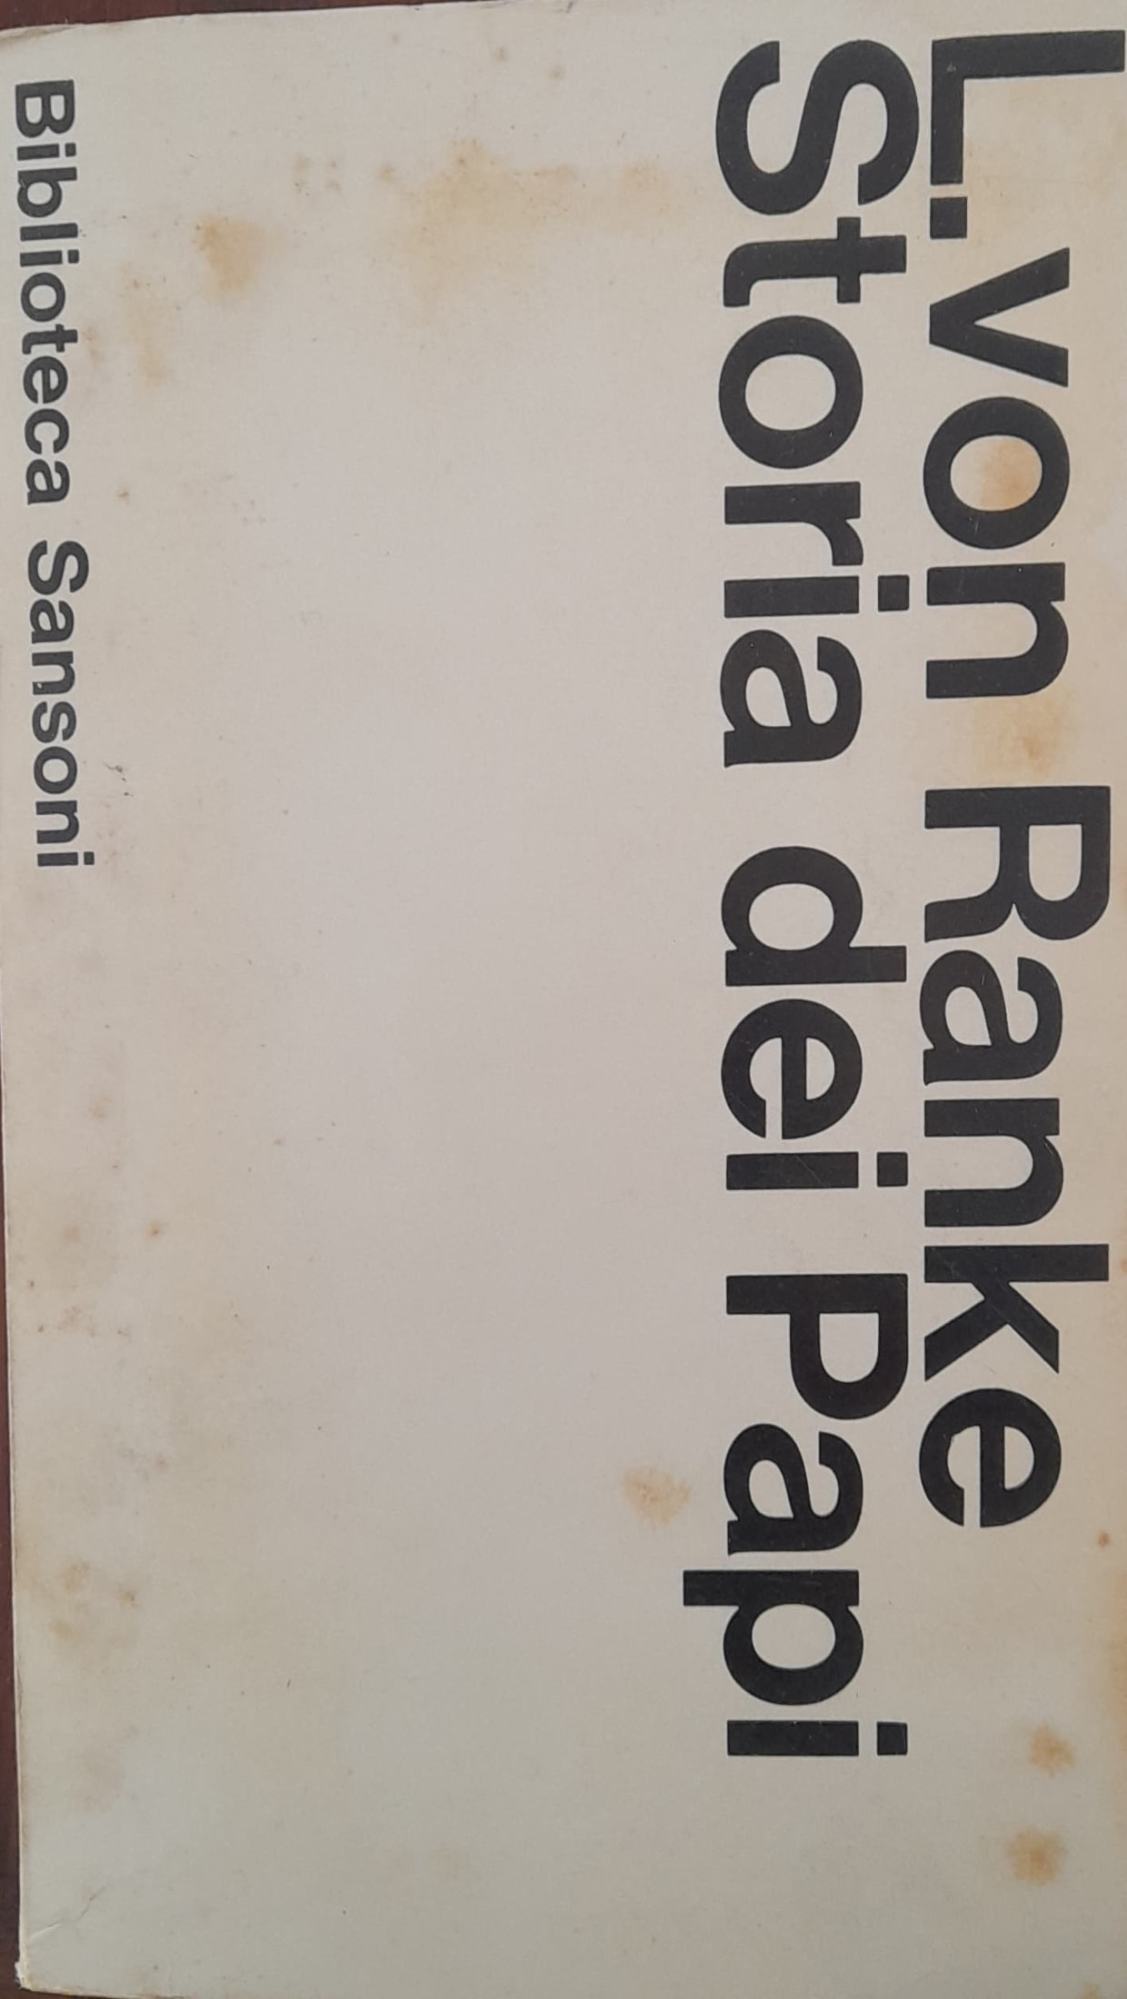 L. von Ranke
Storia dei Papi
Biblioteca Sansoni